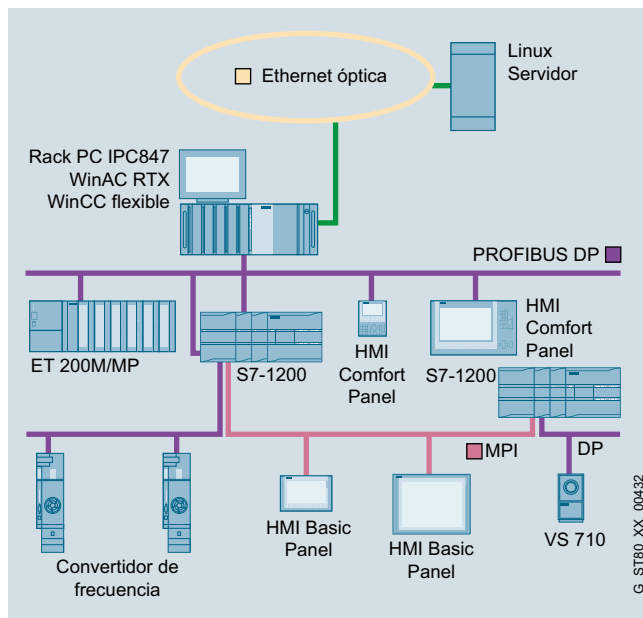 Linux
Servidor
Ethernet óptica
Rack PC IPC847
WinAC RTX
WinCC flexible
PROFIBUS DP
ET 200M/MP
S7-1200
HMI
Comfort
Panel
HMI
Comfort
Panel
S7-1200
MPI
DP
HMI Basic
Panel
HMI Basic
Panel
VS 710
Convertidor de
frecuencia
G_ST80_XX_00432